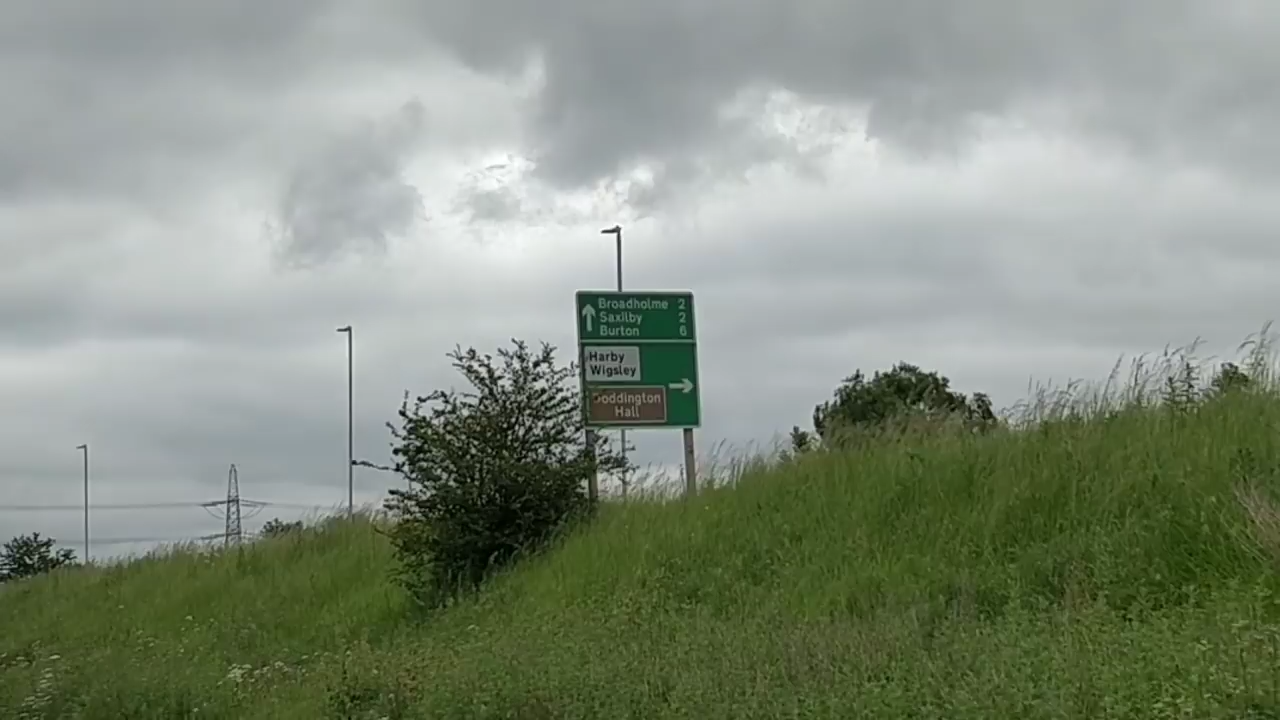 Broadholme 2
Saxilby 2
Burton 6
Harby
Wigsley
Doddington
Hall